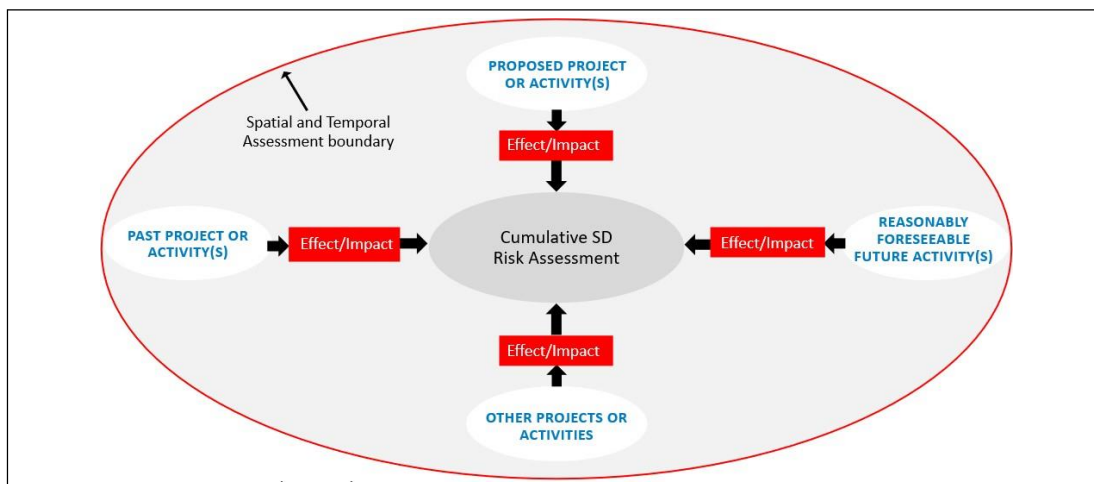 PROPOSED PROJECT
OR ACTIVITY(S)
Spatial and Temporal
Assessment boundary
Effect/Impact
PAST PROJECT OR
ACTIVITY(S)
Effect/Impact
Cumulative SD
Risk Assessment
Effect/Impact
REASONABLY
FORESEEABLE
FUTURE ACTIVITY(S)
Effect/Impact
OTHER PROJECTS OR
ACTIVITIES